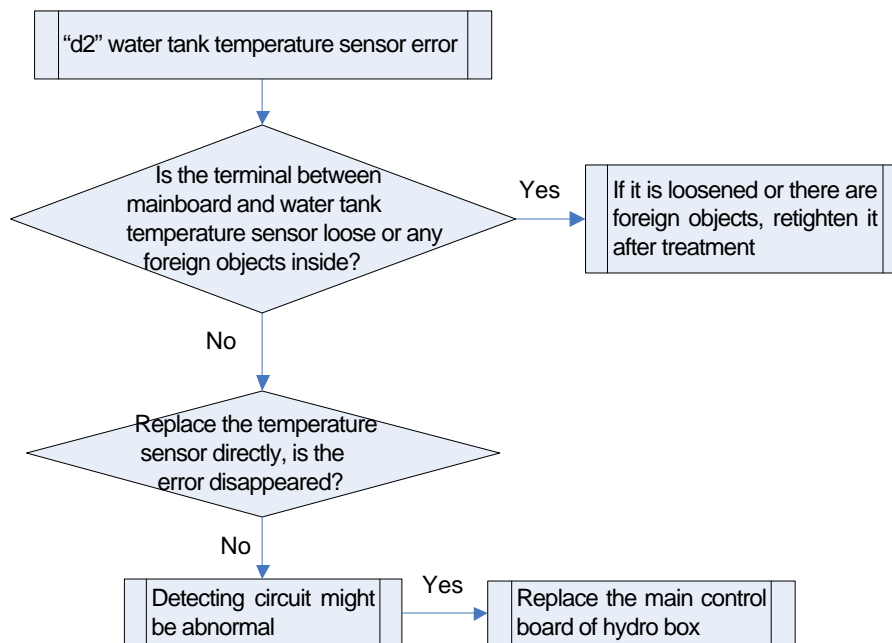 “d2” water tank temperature sensor error
Is the terminal between
mainboard and water tank
temperature sensor loose or any
foreign objects inside?
Yes
If it is loosened or there are
foreign objects, retighten it
after treatment
No
Replace the temperature
sensor directly, is the
error disappeared?
No
Detecting circuit might
be abnormal
Yes
Replace the main control
board of hydro box